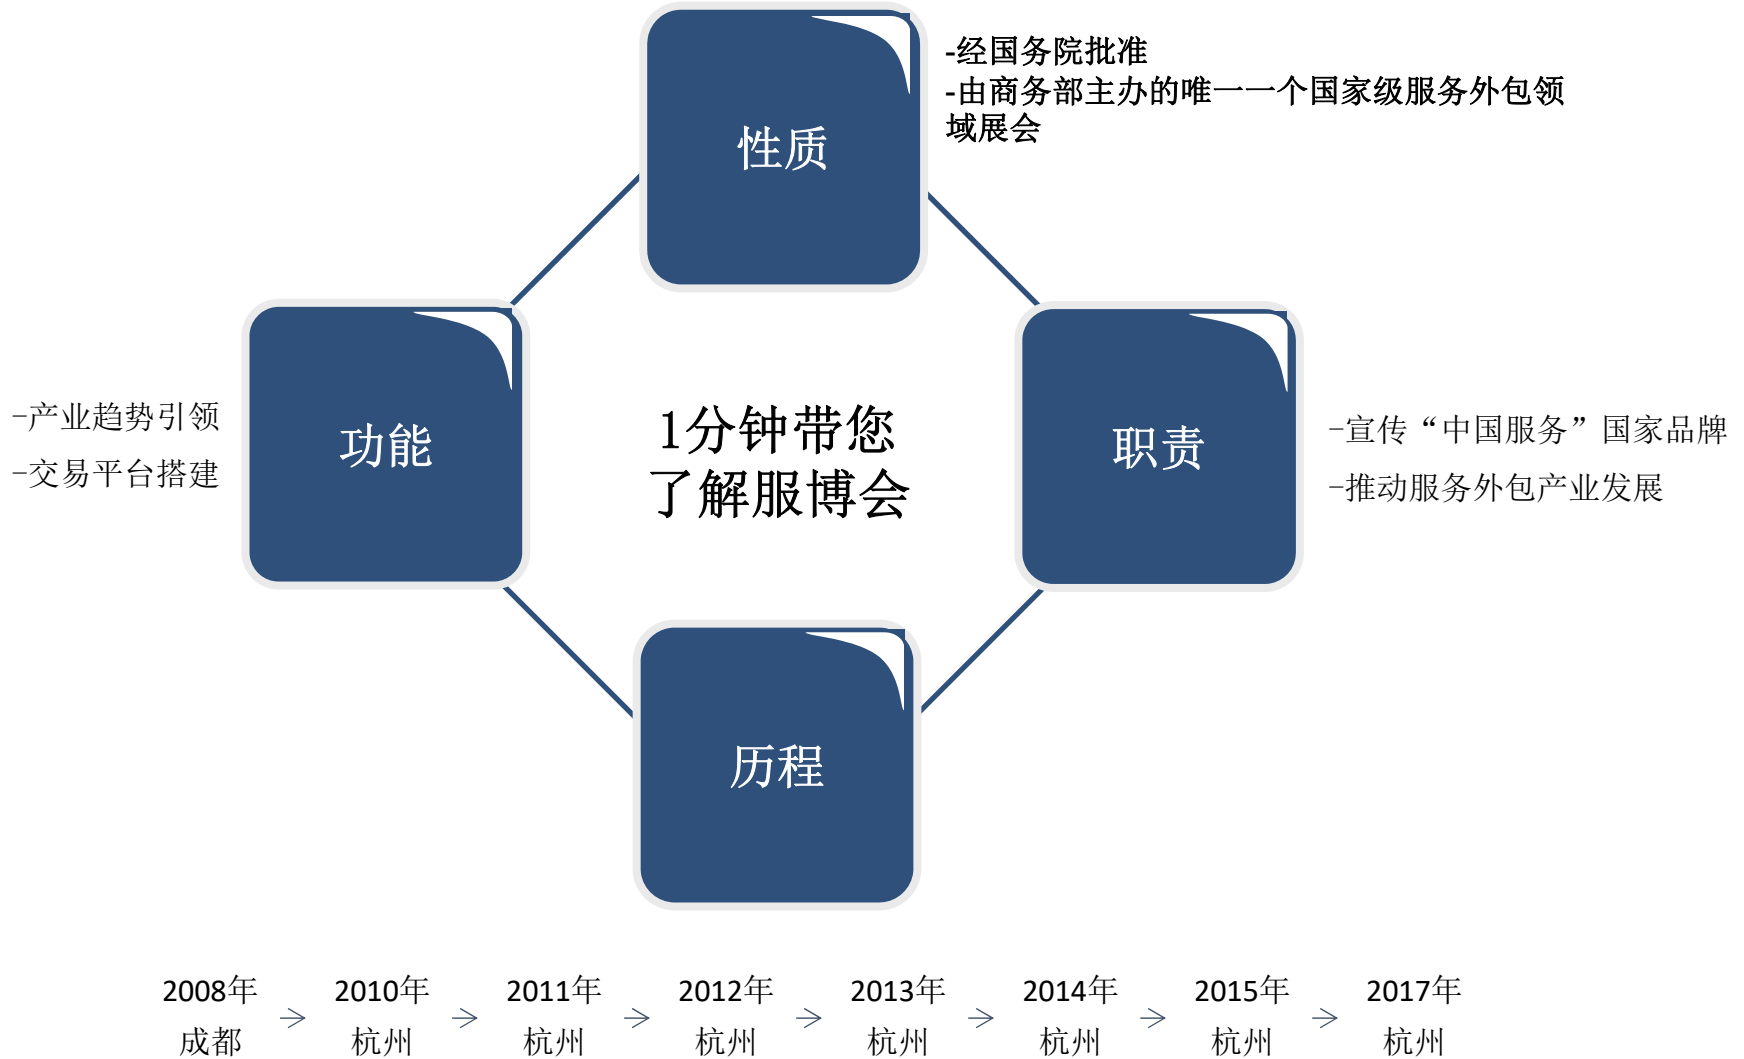 性质
-经国务院批准
-由商务部主办的唯一一个国家级服务外包领
域展会
功能
-产业趋势引领
-交易平台搭建
1分钟带您
了解服博会
职责
-宣传“中国服务”国家品牌
-推动服务外包产业发展
历程
2008年
成都
2010年
杭州
2011年
杭州
2012年
杭州
2013年
杭州
2014年
杭州
2015年
杭州
2017年
杭州